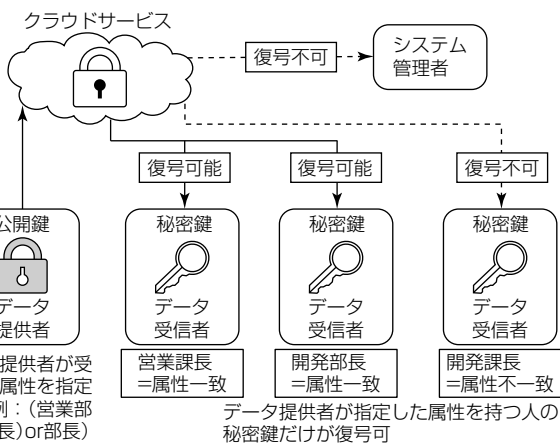 クラウドサービス
復号不可
システム
管理者
復号可能
復号可能
復号不可
公開鍵
データ
提供者
秘密鍵
データ
受信者
秘密鍵
データ
受信者
秘密鍵
データ
受信者
提供者が受
属性を指定
例：（営業部
長）or部長）
営業課長
=属性一致
開発部長
=属性一致
開発課長
=属性不一致
データ提供者が指定した属性を持つ人の
秘密鍵だけが復号可